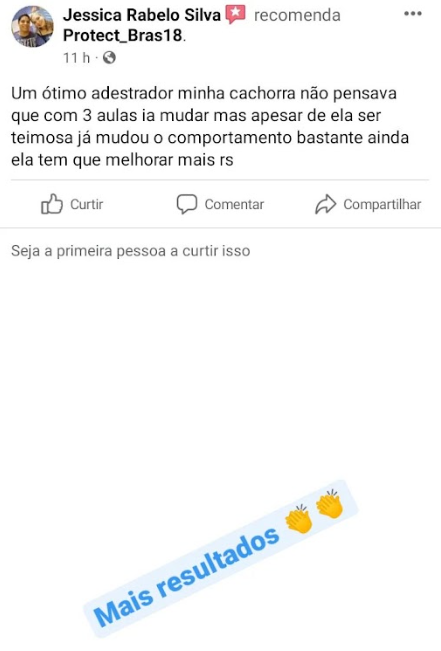 Jessica Rabelo Silva recomenda
Protect_Bras18.
11 h ·
Um ótimo adestrador minha cachorra não pensava
que com 3 aulas ia mudar mas apesar de ela ser
teimosa já mudou o comportamento bastante ainda
ela tem que melhorar mais rs
Curtir Comentar Compartilhar
Seja a primeira pessoa a curtir isso
Mais resultados 👏👏